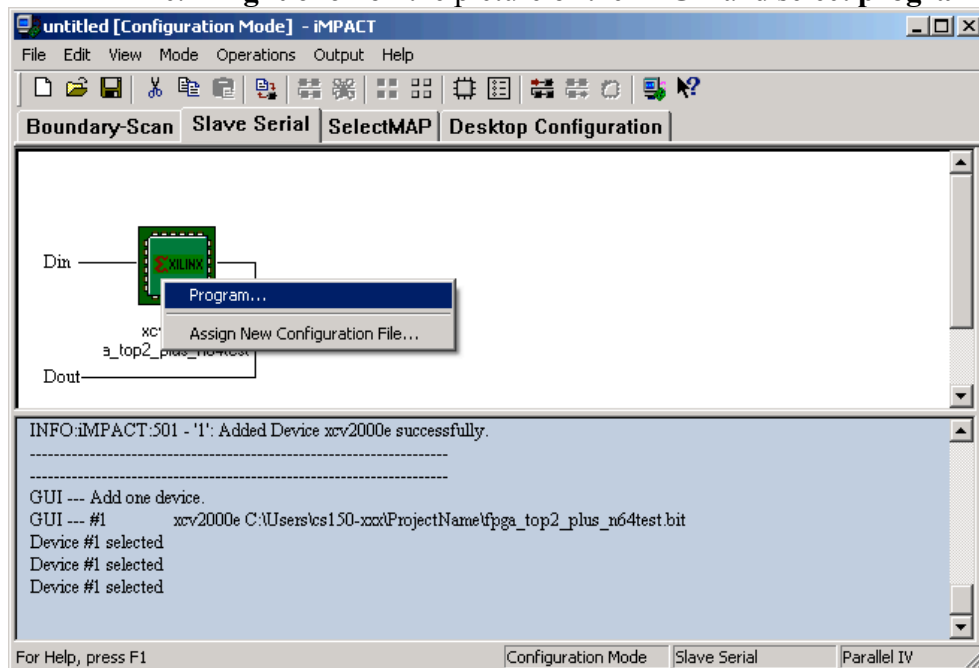 untitled [Configuration Mode] - iMPACT
File Edit View Mode Operations Output Help
Boundary-Scan Slave Serial SelectMAP Desktop Configuration
Din
XILINX
Program...
Assign New Configuration File...
Dout
INFO:iMPACT:501 - '1': Added Device xcv2000e successfully.
----------------------------------------------------------------------
----------------------------------------------------------------------
GUI --- Add one device.
GUI --- #1 xcv2000e C:\Users\cs150-xxx\ProjectName\fpga_top2_plus_n64test.bit
Device #1 selected
Device #1 selected
Device #1 selected
For Help, press F1 Configuration Mode Slave Serial Parallel IV